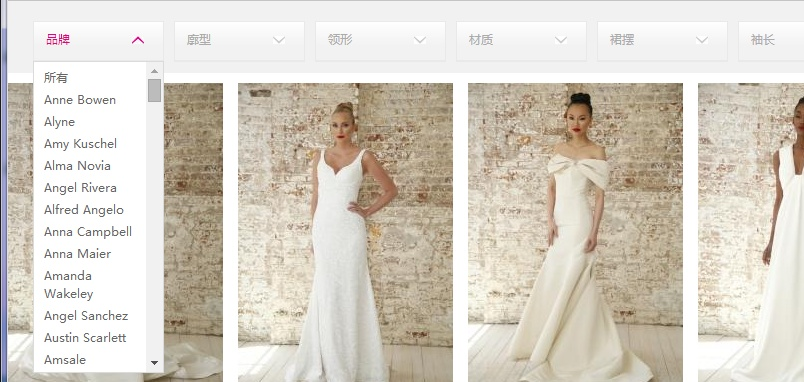 品牌 廓型 领形 材质 裙摆 袖长
所有
Anne Bowen
Alyne
Amy Kuschel
Alma Novia
Angel Rivera
Alfred Angelo
Anna Campbell
Anna Maier
Amanda
Wakeley
Angel Sanchez
Austin Scarlett
Amsale